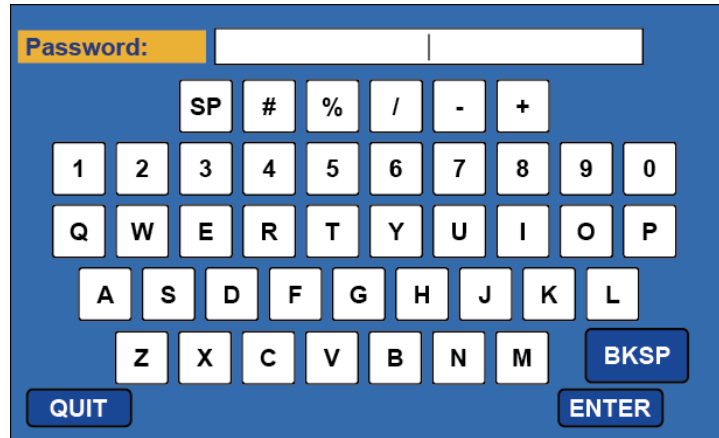 Password:
SP # % / - +
1 2 3 4 5 6 7 8 9 0
Q W E R T Y U I O P
A S D F G H J K L
Z X C V B N M BKSP
QUIT ENTER